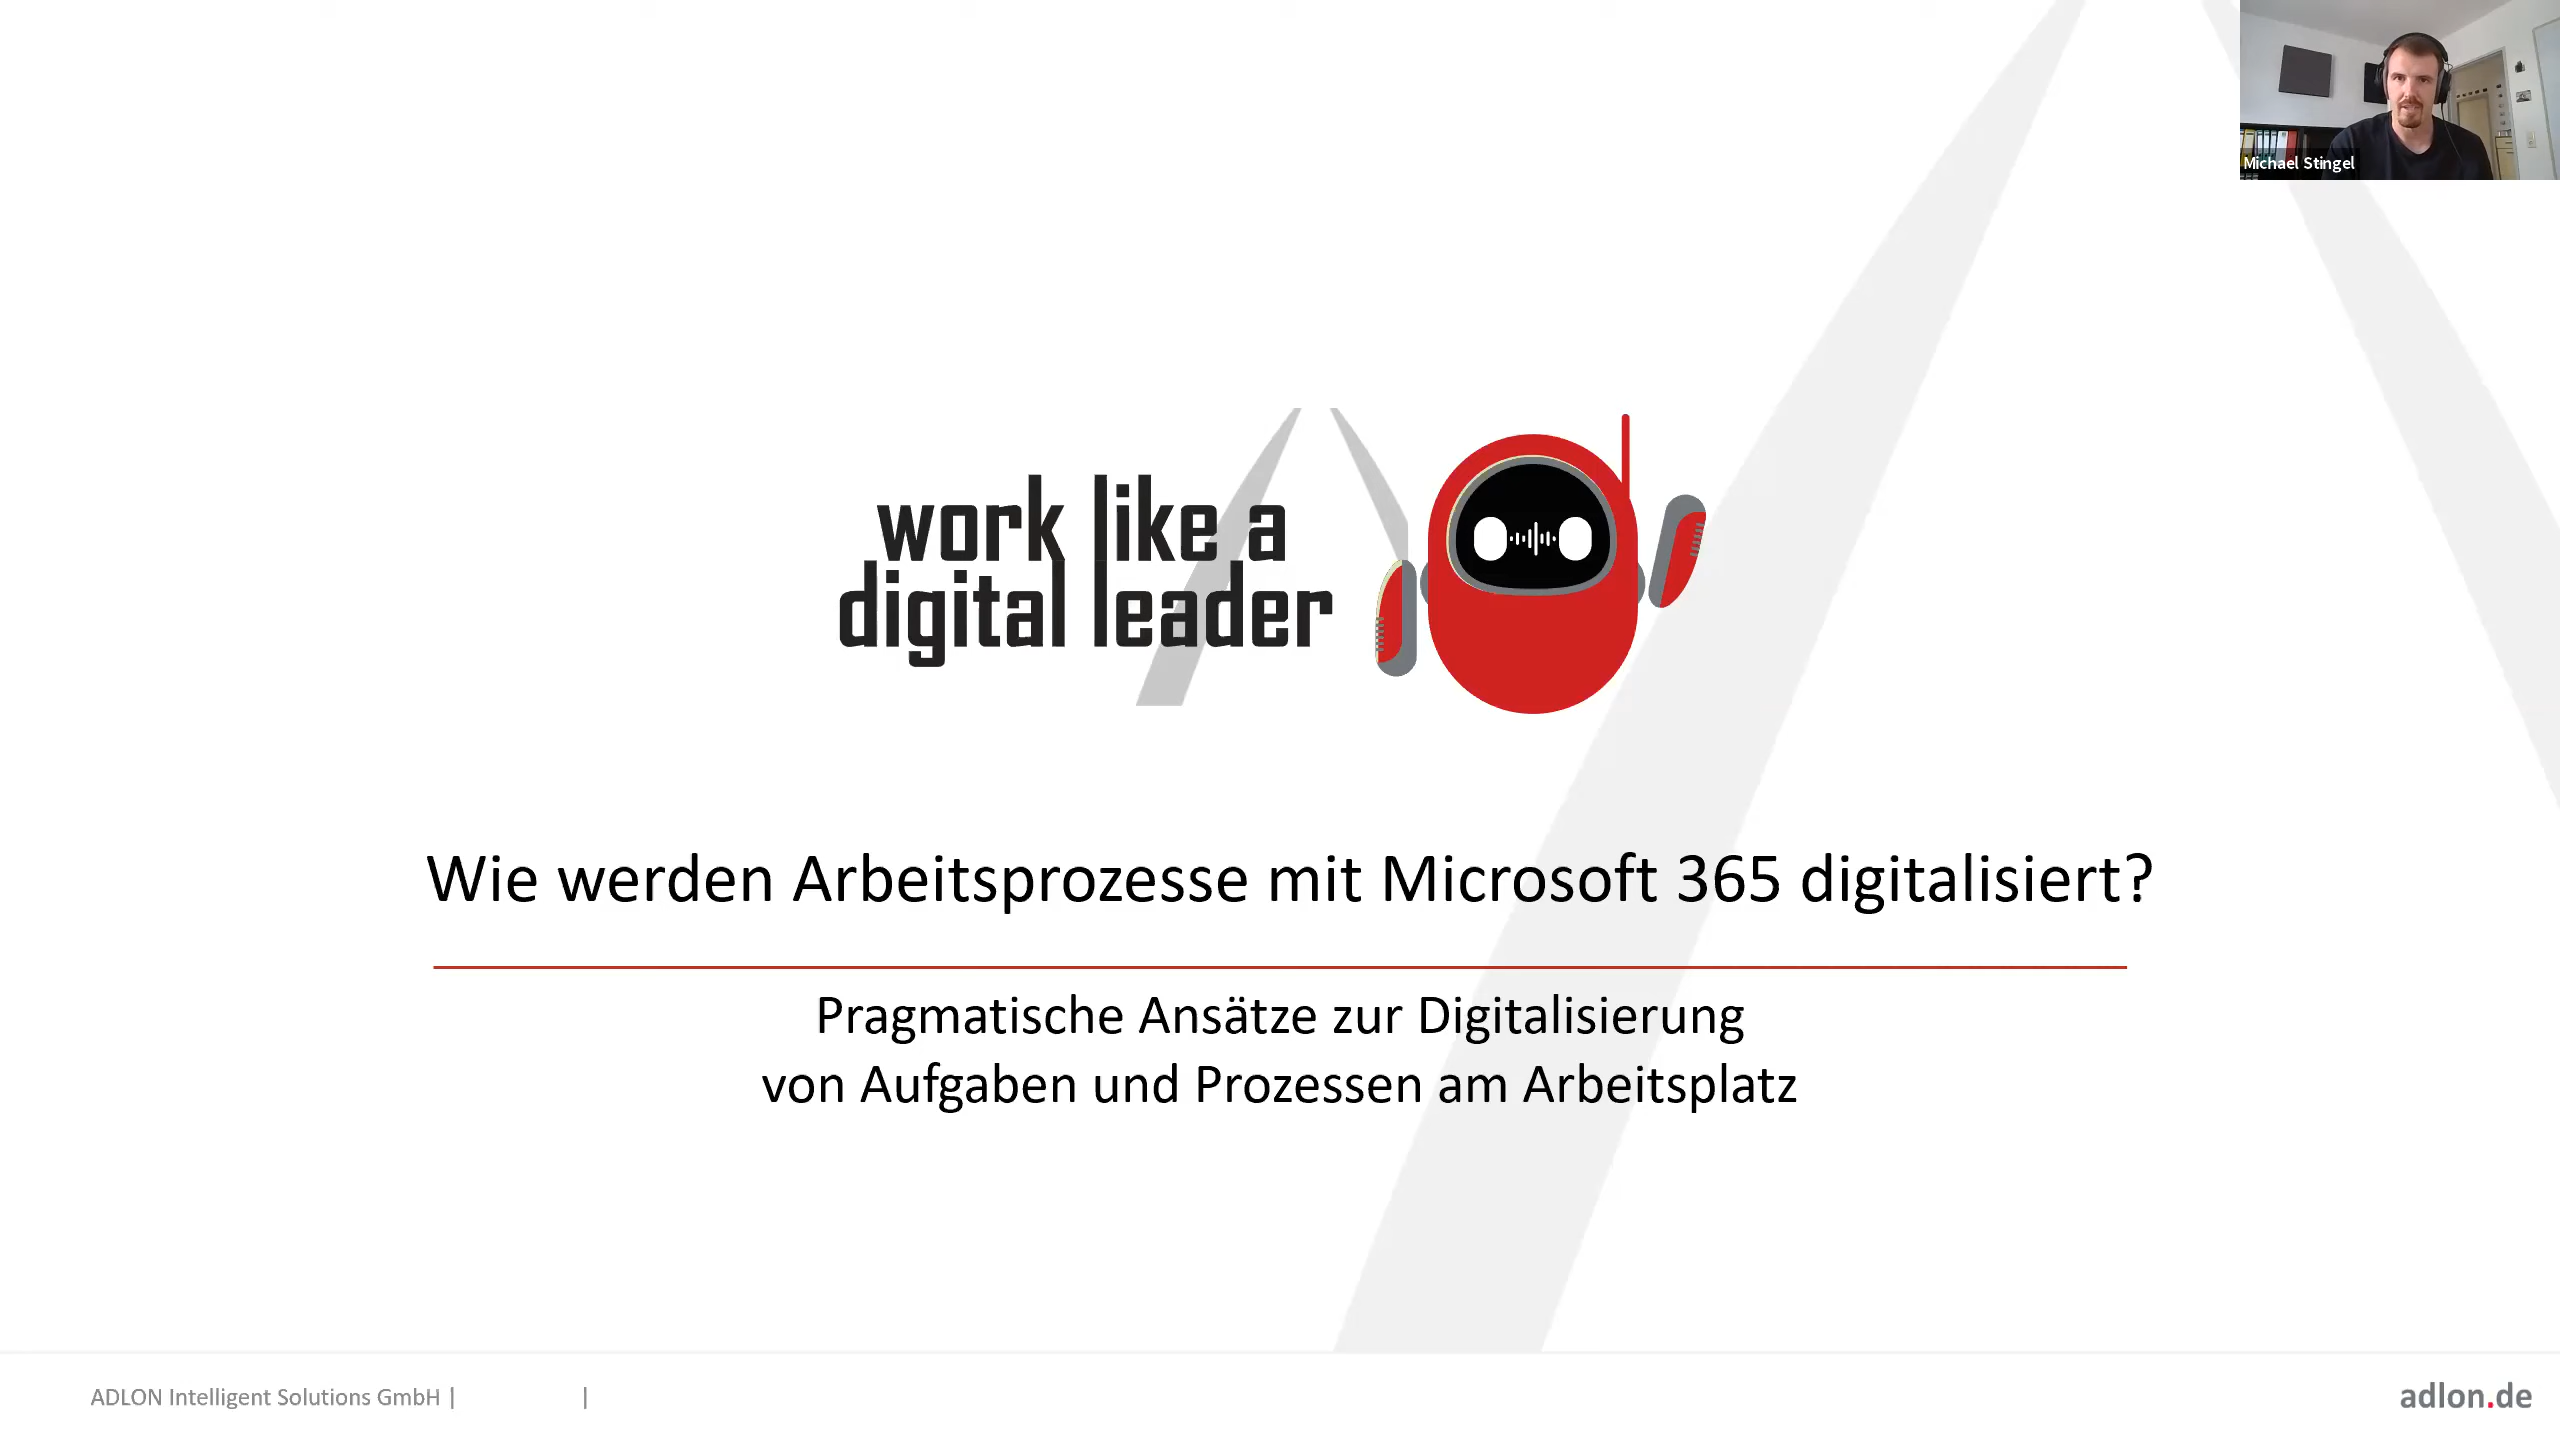 Michael Stingel
work like a
digital leader
Wie werden Arbeitsprozesse mit Microsoft 365 digitalisiert?
Pragmatische Ansätze zur Digitalisierung
von Aufgaben und Prozessen am Arbeitsplatz
ADLON Intelligent Solutions GmbH | |
adlon.de